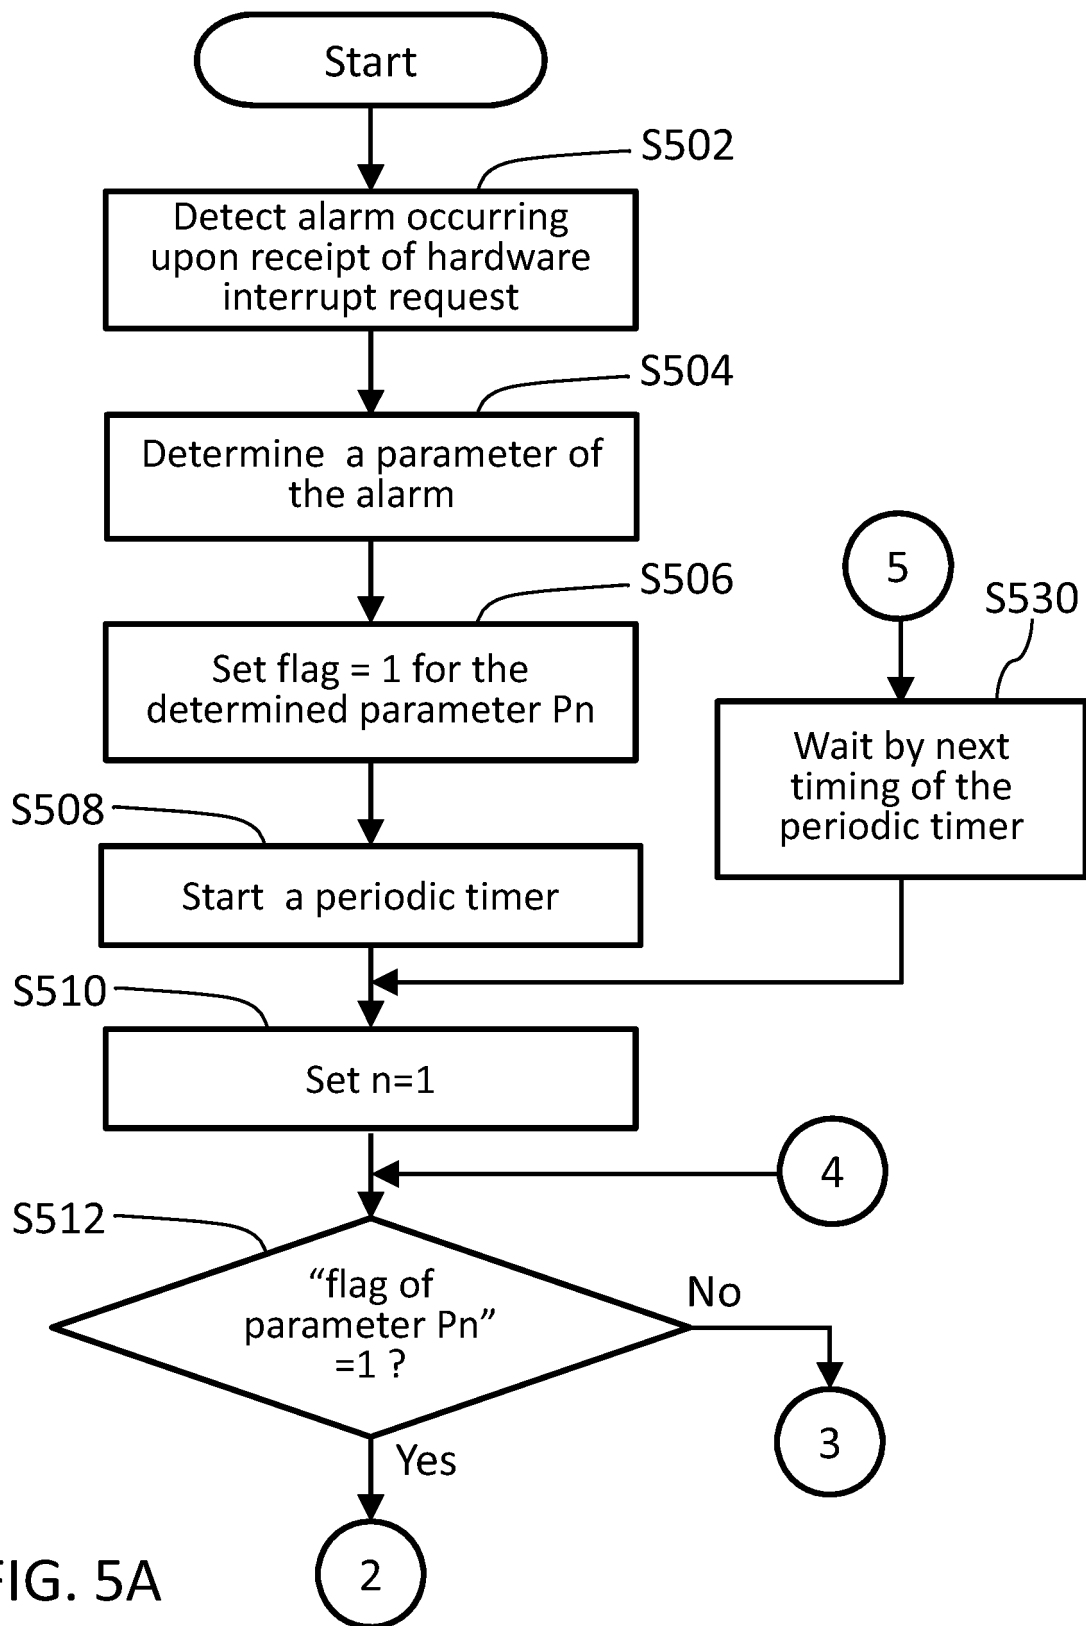 Start
S502
Detect alarm occurring
upon receipt of hardware
interrupt request
S504
Determine a parameter of
the alarm
S506
Set flag = 1 for the
determined parameter Pn
5
S530
Wait by next
timing of the
periodic timer
S508
Start a periodic timer
S510
Set n=1
4
S512
“flag of
parameter Pn”
=1 ?
No
3
Yes
2
FIG. 5A